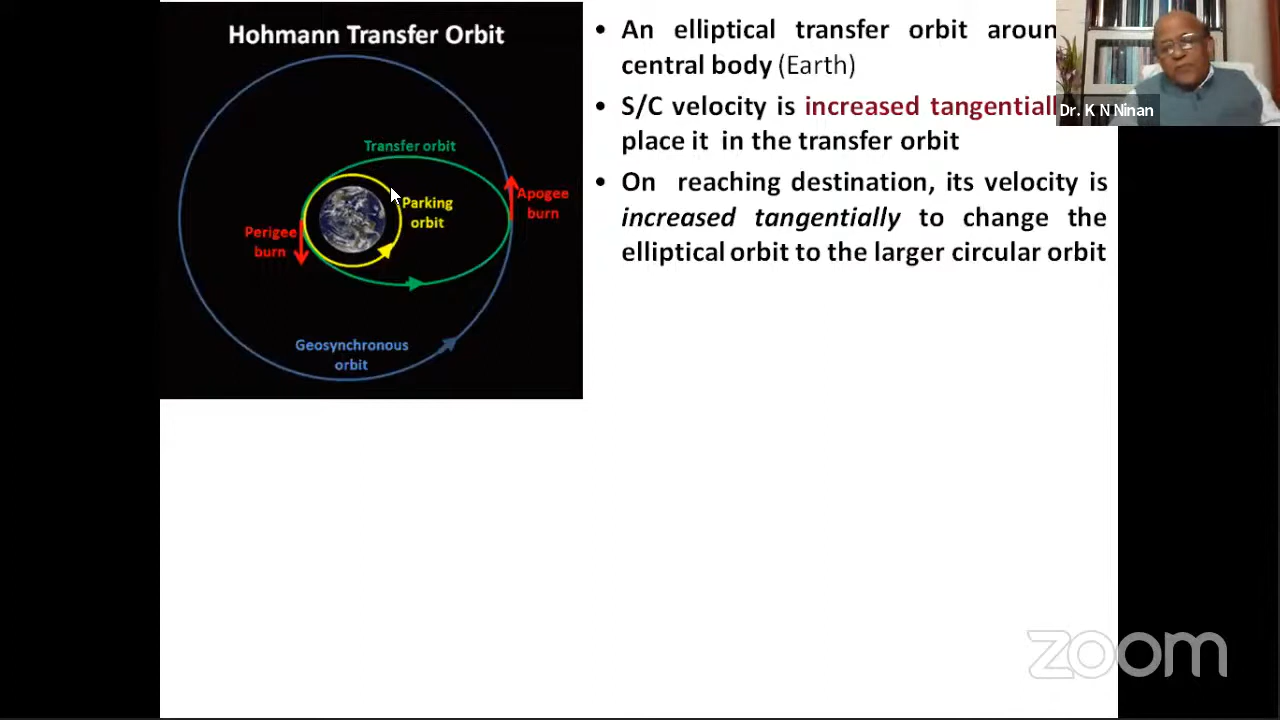 Hohmann Transfer Orbit
Transfer orbit
Parking
orbit
Apogee
burn
Perigee
burn
Geosynchronous
orbit
• An elliptical transfer orbit aroun
central body (Earth)
• S/C velocity is increased tangentiall
place it in the transfer orbit
• On reaching destination, its velocity is
increased tangentially to change the
elliptical orbit to the larger circular orbit
Dr. K N Ninan
zoom